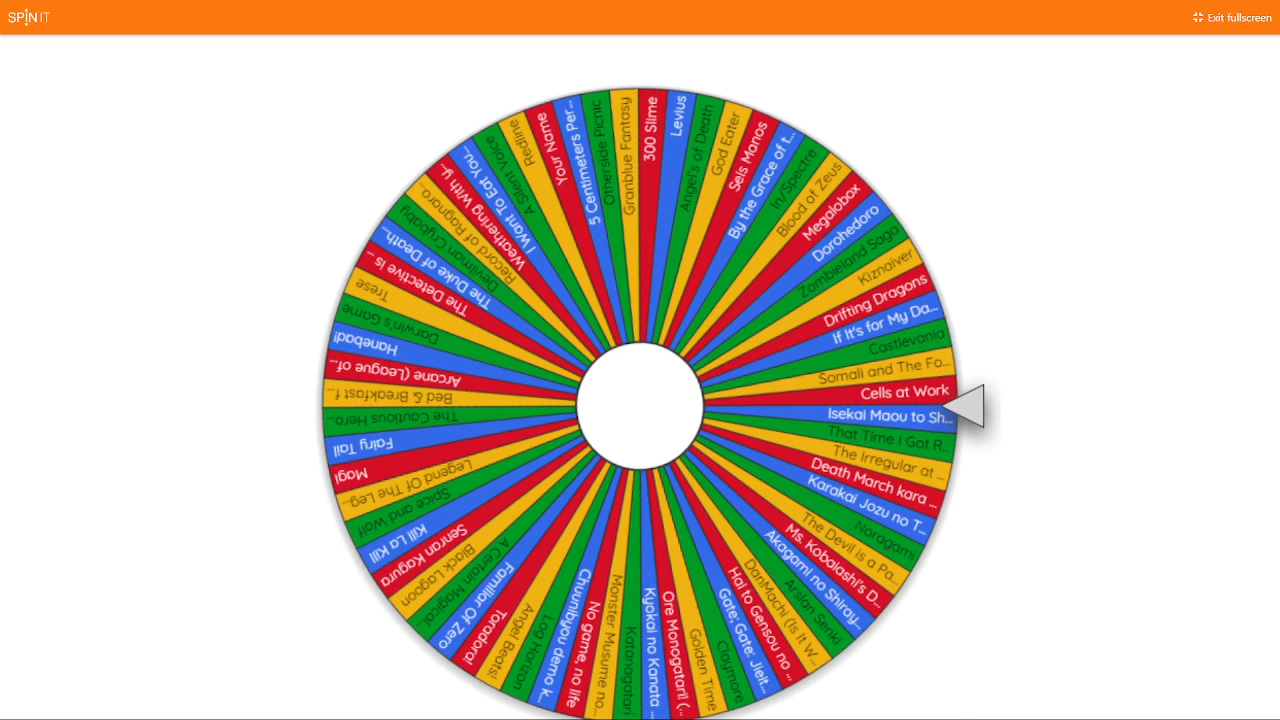 SPIN IT
Exit fullscreen
300 Slime
Levius
Angel's of Death
God Eater
Seis Manos
By the Grace of t...
In/Spectre
Blood of Zeus
Megalobox
Dorohedoro
Zombieland Saga
Kiznaiver
Drifting Dragons
If It's for My Da...
Castlevania
Somali and The Fo...
Cells at Work
Isekai Maou to Sh...
That Time I Got R...
The Irregular at ...
Death March kara ...
Karakai Jozu no T...
Noragami
The Devil is a Pa...
Ms. Kobalashi's D...
Akagami no Shiray...
Arslan Senki
DanMachi (Is It W...
Hai to Gensou no ...
Gate: Gate: Jieit...
Claymore
Golden Time
Ore Monogatari! (...
Kyokai no Kanata ...
Katanagatari
Monster Musume no...
No game, no life
Chuunibyou demo k...
Log Horizon
Angel Beats!
Toradora!
Familiar Of Zero
A Certain Magical...
Black Lagoon
Senran Kagura
Kill La Kill
Spice and Wolf
Legend Of The Leg...
Magi
Fairy Tail
The Cautious Hero...
Bed & Breakfast f...
Arcane (League of...
Hanebad!
Darwin's Game
Trese
The Detective Is ...
The Duke of Death...
Devilman Crybaby
Record of Ragnaro...
Weathering With y...
I Want To Eat You...
A Silent Voice
Redline
Your Name
5 Centimeters Per...
Otherside Picnic
Granblue Fantasy